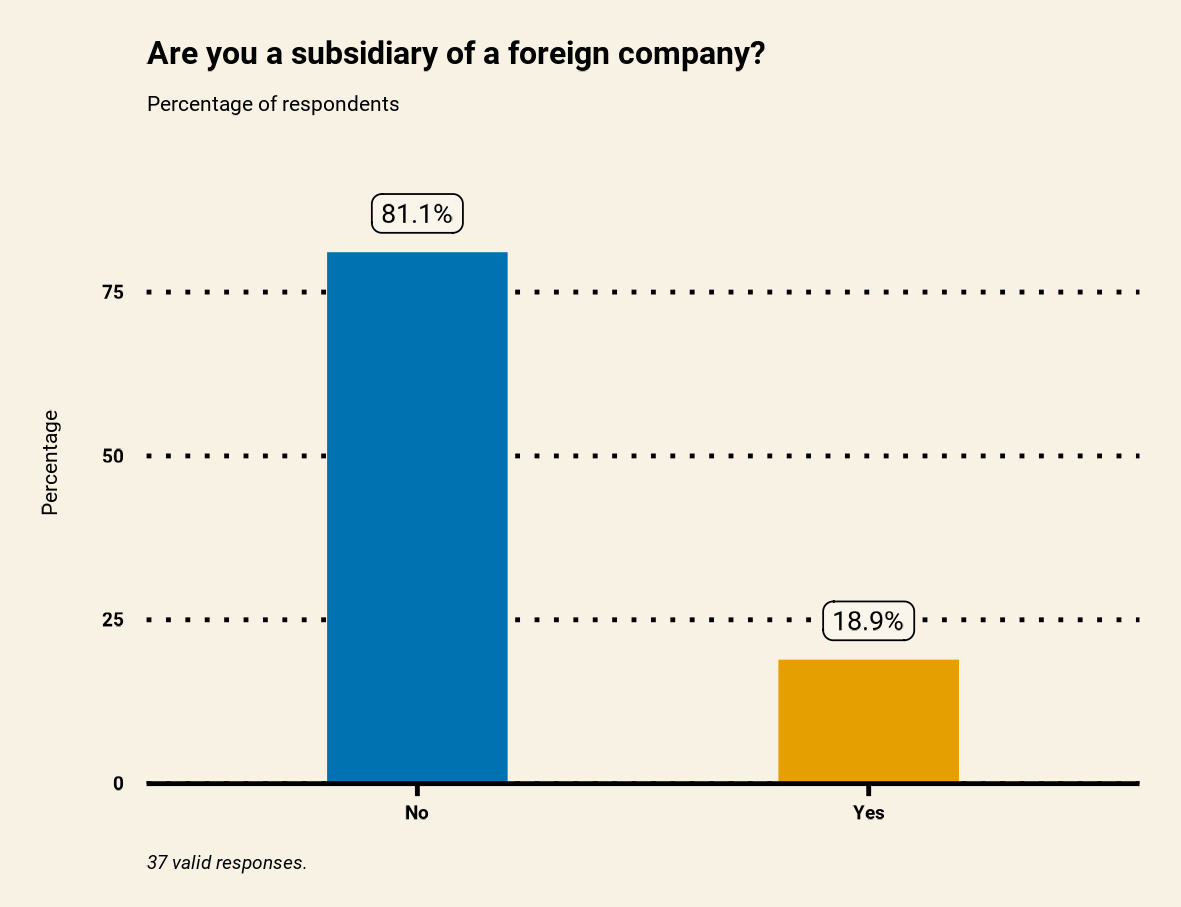 Are you a subsidiary of a foreign company?
Percentage of respondents
81.1%
75
Percentage
50
25
18.9%
0
No
Yes
37 valid responses.